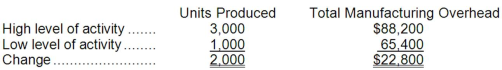 Units Produced Total Manufacturing Overhead
High level of activity ....... 3,000 $88,200
Low level of activity........ 1,000 65,400
Change ......................... 2,000 $22,800